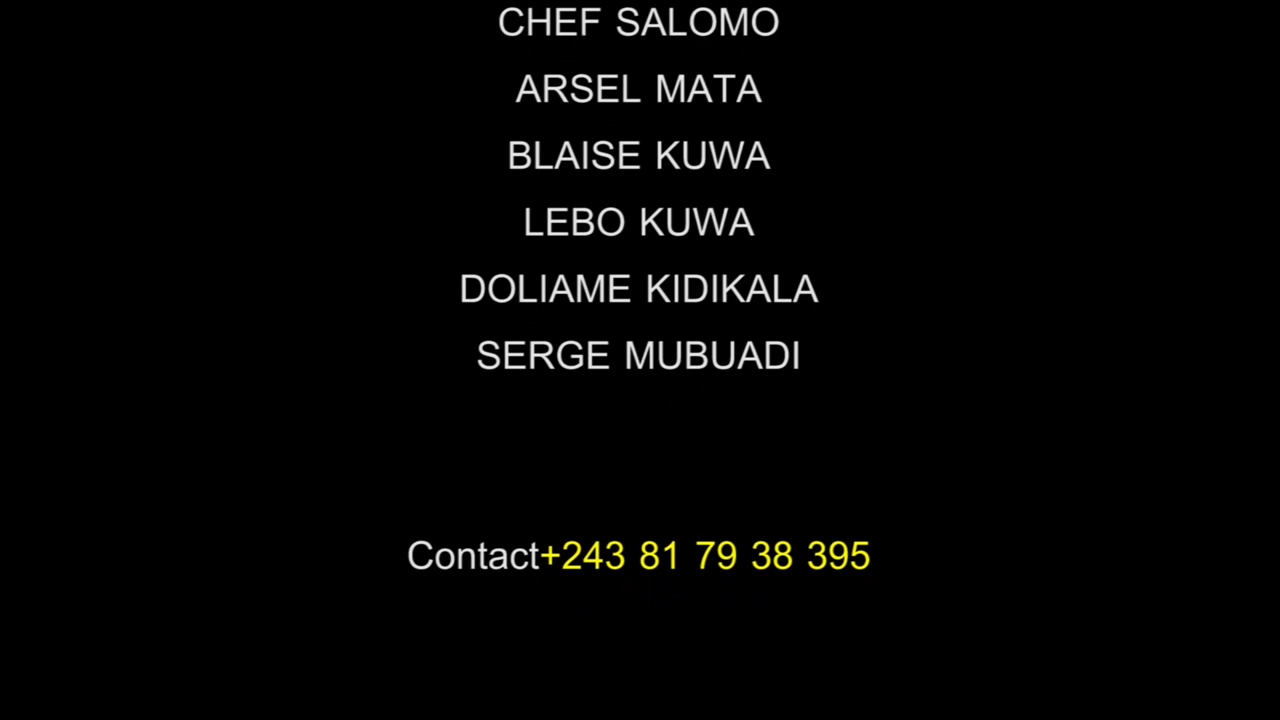 CHEF SALOMO
ARSEL MATA
BLAISE KUWA
LEBO KUWA
DOLIAME KIDIKALA
SERGE MUBUADI
Contact+243 81 79 38 395